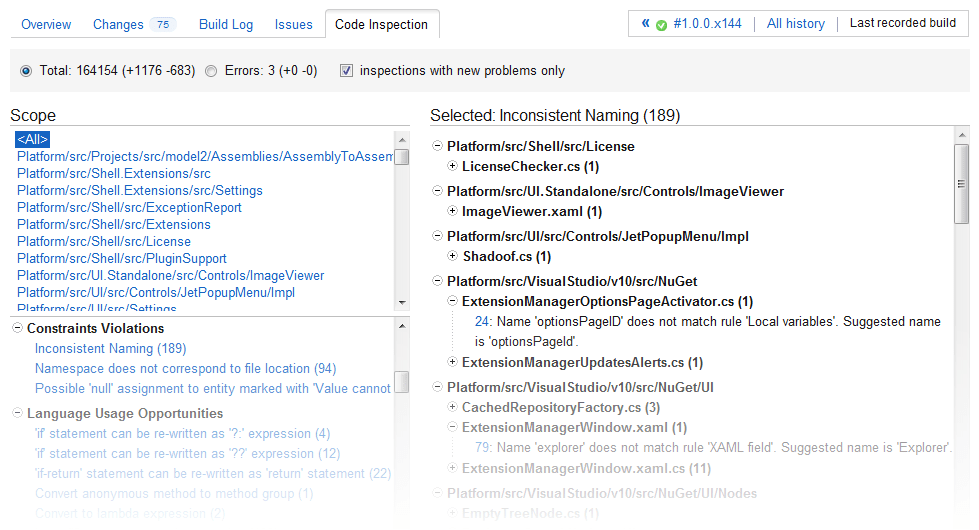 Overview Changes 75 Build Log Issues Code Inspection
« #1.0.0.x144 All history Last recorded build
Total: 164154 (+1176 -683) Errors: 3 (+0 -0) inspections with new problems only
Scope
<All>
Platform/src/Projects/src/model2/Assemblies/AssemblyToAssem
Platform/src/Shell.Extensions/src
Platform/src/Shell.Extensions/src/Settings
Platform/src/Shell/src/ExceptionReport
Platform/src/Shell/src/Extensions
Platform/src/Shell/src/License
Platform/src/Shell/src/PluginSupport
Platform/src/UI.Standalone/src/Controls/ImageViewer
Platform/src/UI/src/Controls/JetPopupMenu/Impl
Platform/src/UI/src/Settings
Constraints Violations
Inconsistent Naming (189)
Namespace does not correspond to file location (94)
Possible 'null' assignment to entity marked with 'Value cannot
Language Usage Opportunities
'if' statement can be re-written as '?:' expression (4)
'if' statement can be re-written as '??' expression (12)
'if-return' statement can be re-written as 'return' statement (22)
Convert anonymous method to method group (1)
Convert to lambda expression (2)
Selected: Inconsistent Naming (189)
Platform/src/Shell/src/License
LicenseChecker.cs (1)
Platform/src/UI.Standalone/src/Controls/ImageViewer
ImageViewer.xaml (1)
Platform/src/UI/src/Controls/JetPopupMenu/Impl
Shadoof.cs (1)
Platform/src/VisualStudio/v10/src/NuGet
ExtensionManagerOptionsPageActivator.cs (1)
24: Name 'optionsPageID' does not match rule 'Local variables'. Suggested name
is 'optionsPageId'.
ExtensionManagerUpdatesAlerts.cs (1)
Platform/src/VisualStudio/v10/src/NuGet/UI
CachedRepositoryFactory.cs (3)
ExtensionManagerWindow.xaml (1)
79: Name 'explorer' does not match rule 'XAML field'. Suggested name is 'Explorer'.
ExtensionManagerWindow.xaml.cs (11)
Platform/src/VisualStudio/v10/src/NuGet/UI/Nodes
EmptyTreeNode.cs (1)